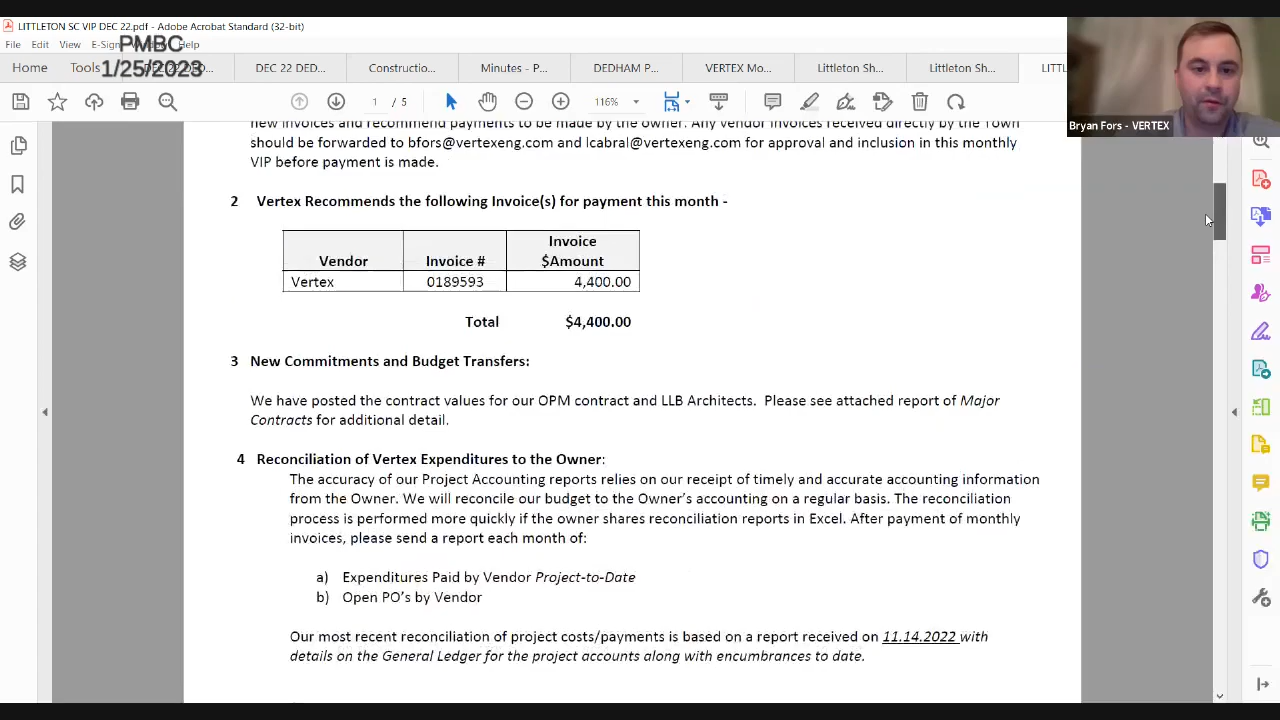 LITTLETON SC VIP DEC 22.pdf - Adobe Acrobat Standard (32-bit)
File Edit View E-Sign Help
PMBC
1/25/2023
Home Tools DEC 22 DED... Constructio... Minutes - P... DEDHAM P... VERTEX Mo... Littleton Sh... Littleton Sh... LITTL
1 / 5 116%
Bryan Fors - VERTEX
new invoices and recommend payments to be made by the owner. Any vendor invoices received directly by the Town
should be forwarded to bfors@vertexeng.com and lcabral@vertexeng.com for approval and inclusion in this monthly
VIP before payment is made.
2 Vertex Recommends the following Invoice(s) for payment this month -
Vendor Invoice # Invoice $Amount
Vertex 0189593 4,400.00
Total $4,400.00
3 New Commitments and Budget Transfers:
We have posted the contract values for our OPM contract and LLB Architects. Please see attached report of Major
Contracts for additional detail.
4 Reconciliation of Vertex Expenditures to the Owner:
The accuracy of our Project Accounting reports relies on our receipt of timely and accurate accounting information
from the Owner. We will reconcile our budget to the Owner's accounting on a regular basis. The reconciliation
process is performed more quickly if the owner shares reconciliation reports in Excel. After payment of monthly
invoices, please send a report each month of:
a) Expenditures Paid by Vendor Project-to-Date
b) Open PO's by Vendor
Our most recent reconciliation of project costs/payments is based on a report received on 11.14.2022 with
details on the General Ledger for the project accounts along with encumbrances to date.